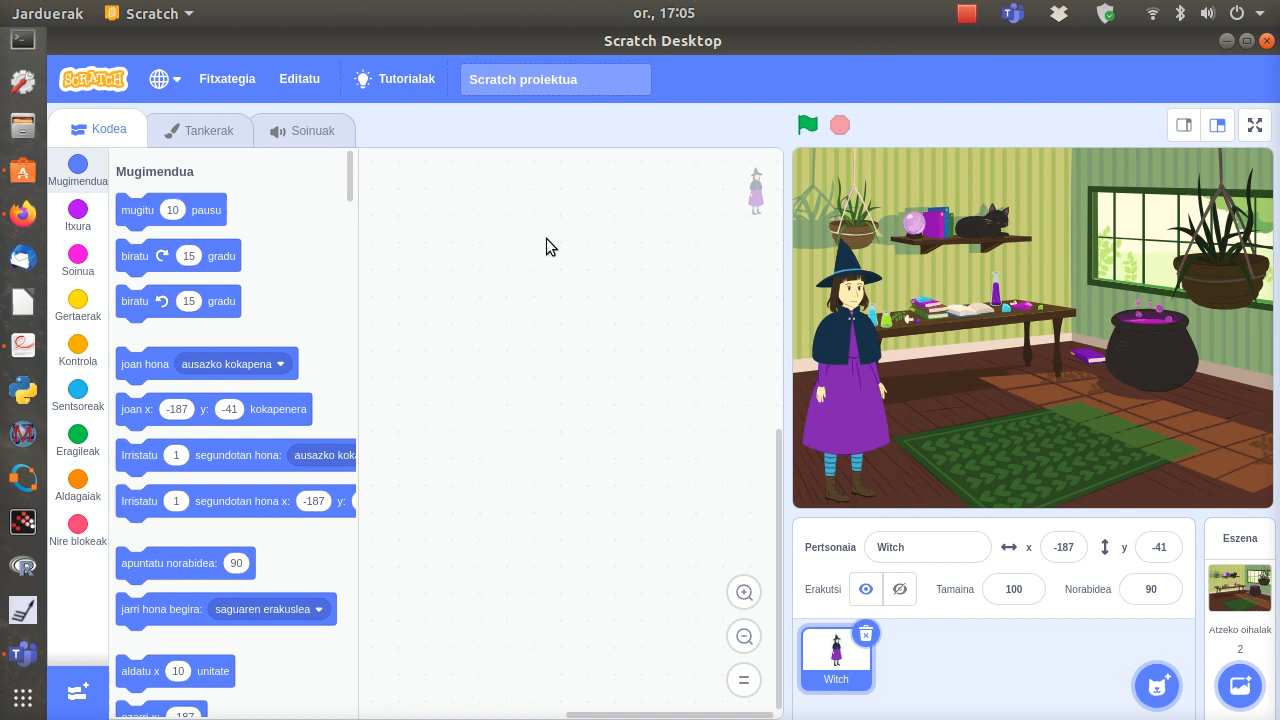 Jarduerak Scratch or., 17:05
Scratch Desktop
SCRATCH Fitxategia Editatu Tutorialak Scratch proiektua
Kodea Tankerak Soinuak
Mugimendua
Itxura
Soinua
Gertaerak
Kontrola
Sentsoreak
Eragileak
Aldagaiak
Nire blokeak
Mugimendua
mugitu 10 pausu
biratu 15 gradu
biratu 15 gradu
joan hona ausazko kokapena
joan x: -187 y: -41 kokapenera
Irristatu 1 segundotan hona: ausazko koka
Irristatu 1 segundotan hona x: -187 y:
apuntatu norabidea: 90
jarri hona begira: saguaren erakuslea
aldatu x 10 unitate
ezarri x: -187
Pertsonaia Witch x -187 y -41
Erakutsi Tamaina 100 Norabidea 90
Witch
Eszena
Atzeko oihalak
2